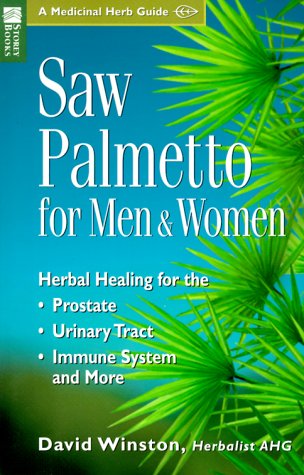 STOREY
BOOKS
A Medicinal Herb Guide
Saw
Palmetto
for Men & Women
Herbal Healing for the
• Prostate
• Urinary Tract
• Immune System
and More
David Winston, Herbalist AHG